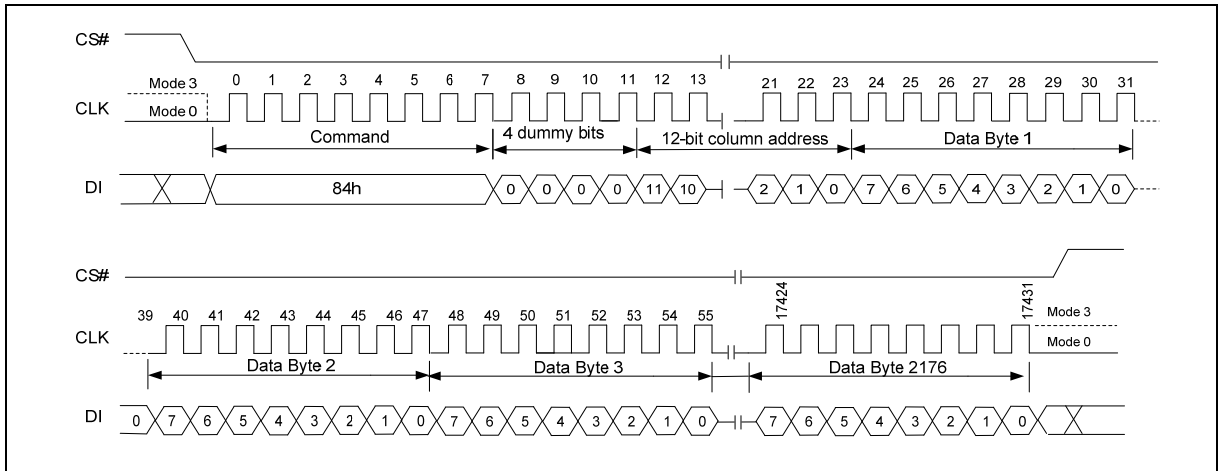 CS#
Mode 3
0 1 2 3 4 5 6 7 8 9 10 11 12 13 21 22 23 24 25 26 27 28 29 30 31
CLK
Mode 0
Command 4 dummy bits 12-bit column address Data Byte 1
DI 84h 0 0 0 0 11 10 2 1 0 7 6 5 4 3 2 1 0
CS#
39 40 41 42 43 44 45 46 47 48 49 50 51 52 53 54 55 17424 17431 Mode 3
CLK Mode 0
Data Byte 2 Data Byte 3 Data Byte 2176
DI 0 7 6 5 4 3 2 1 0 7 6 5 4 3 2 1 0 7 6 5 4 3 2 1 0